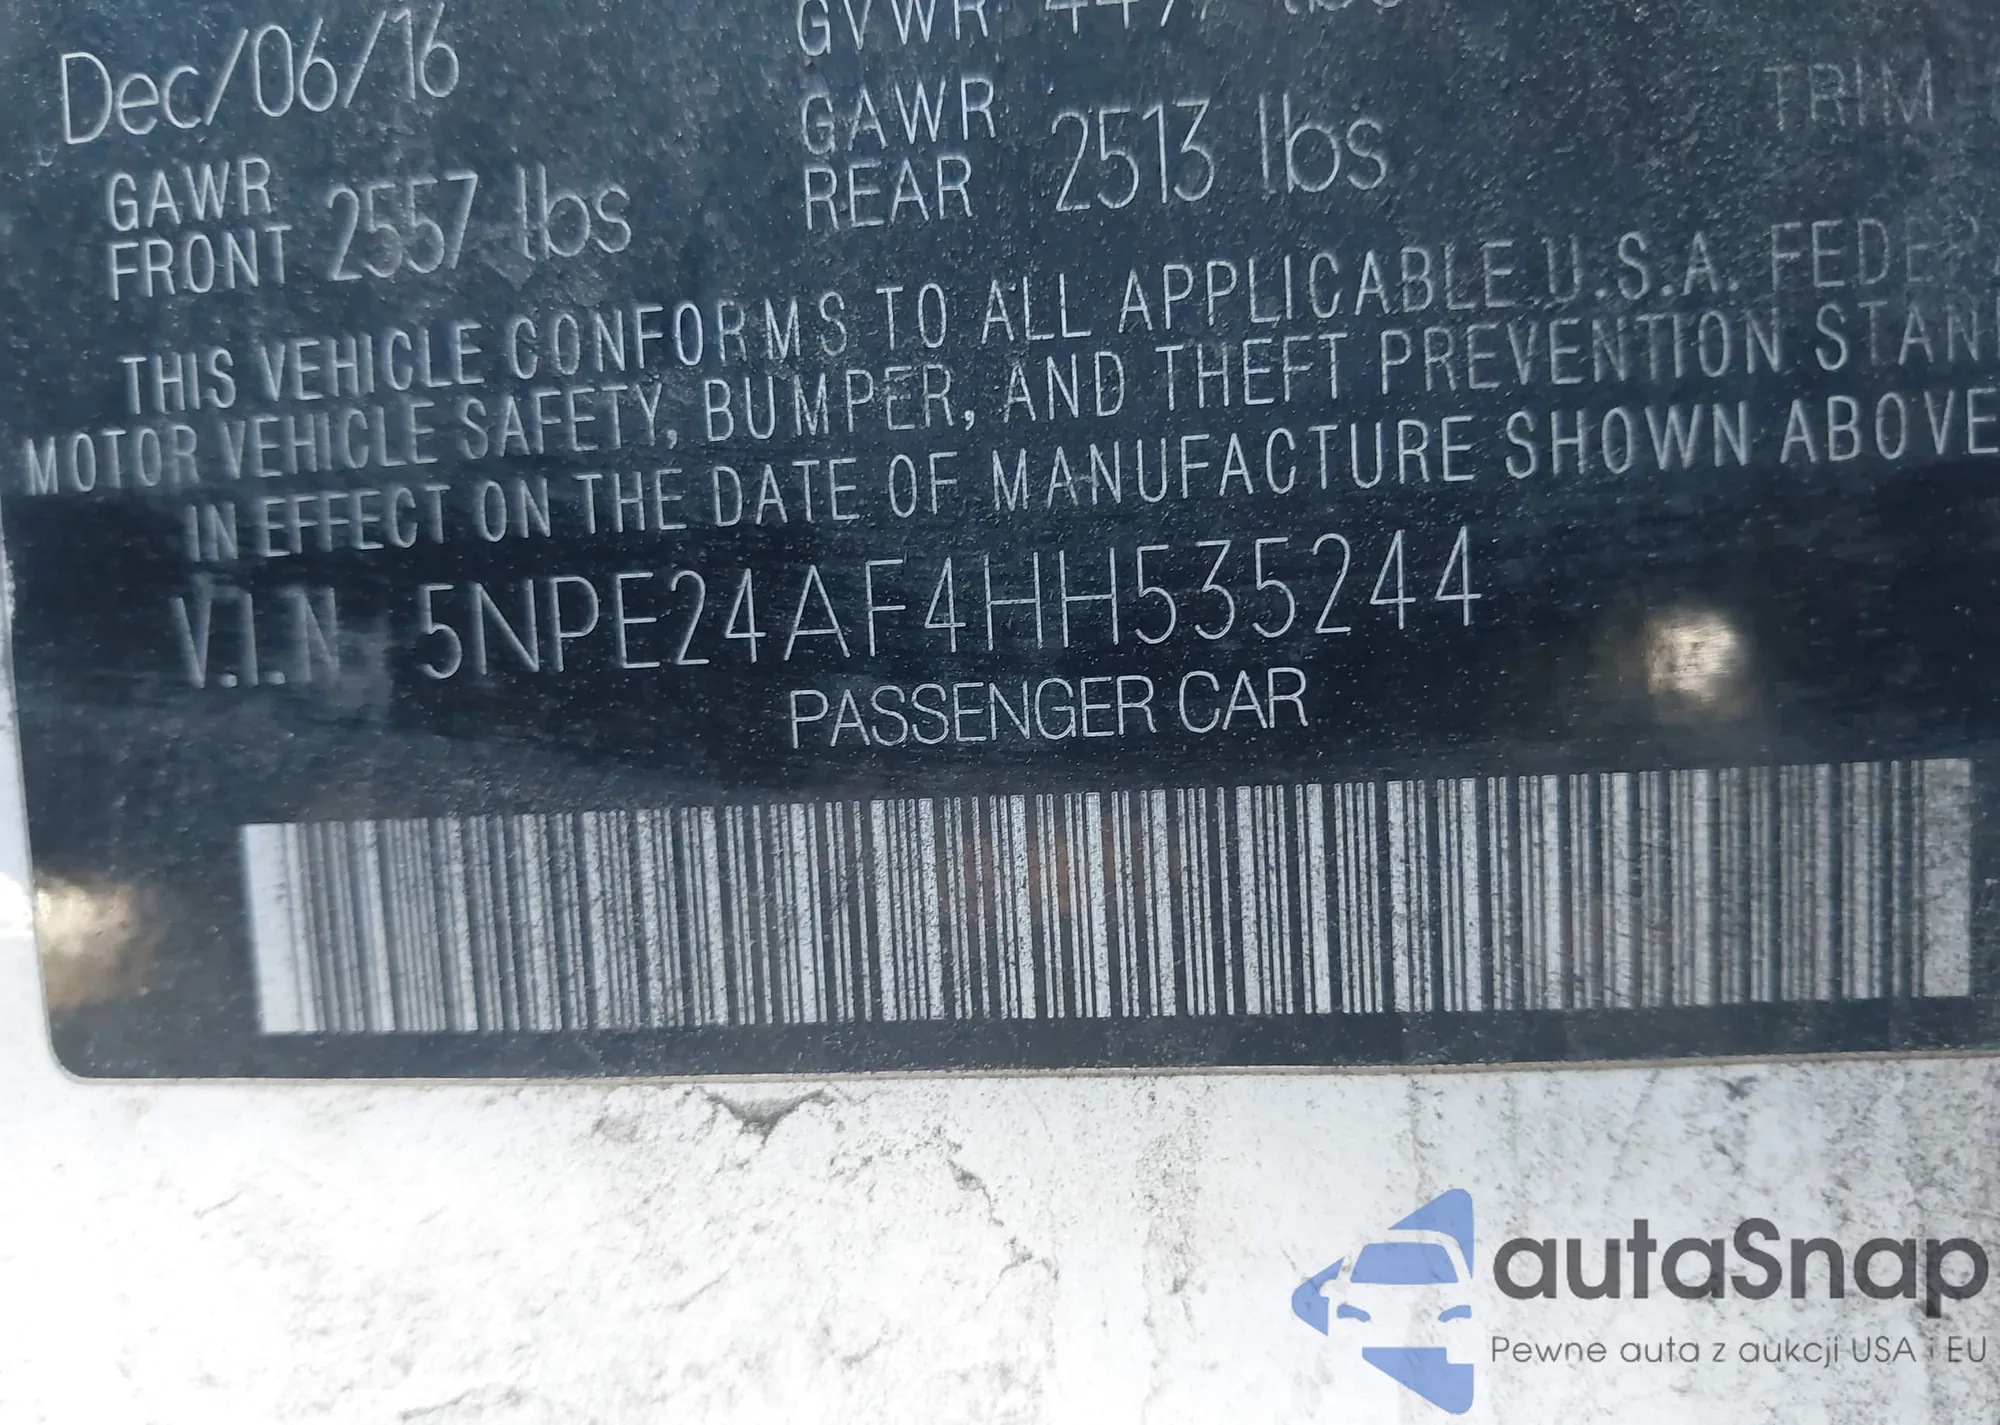 Dec/06/16
GVWR
GAWR FRONT 2557 lbs
GAWR REAR 2513 lbs
TRIM
THIS VEHICLE CONFORMS TO ALL APPLICABLE U.S.A. FEDER
MOTOR VEHICLE SAFETY, BUMPER, AND THEFT PREVENTION STAN
IN EFFECT ON THE DATE OF MANUFACTURE SHOWN ABOVE
V.I.N 5NPE24AF4HH535244
PASSENGER CAR
autaSnap
Pewne auta z aukcji USA i EU